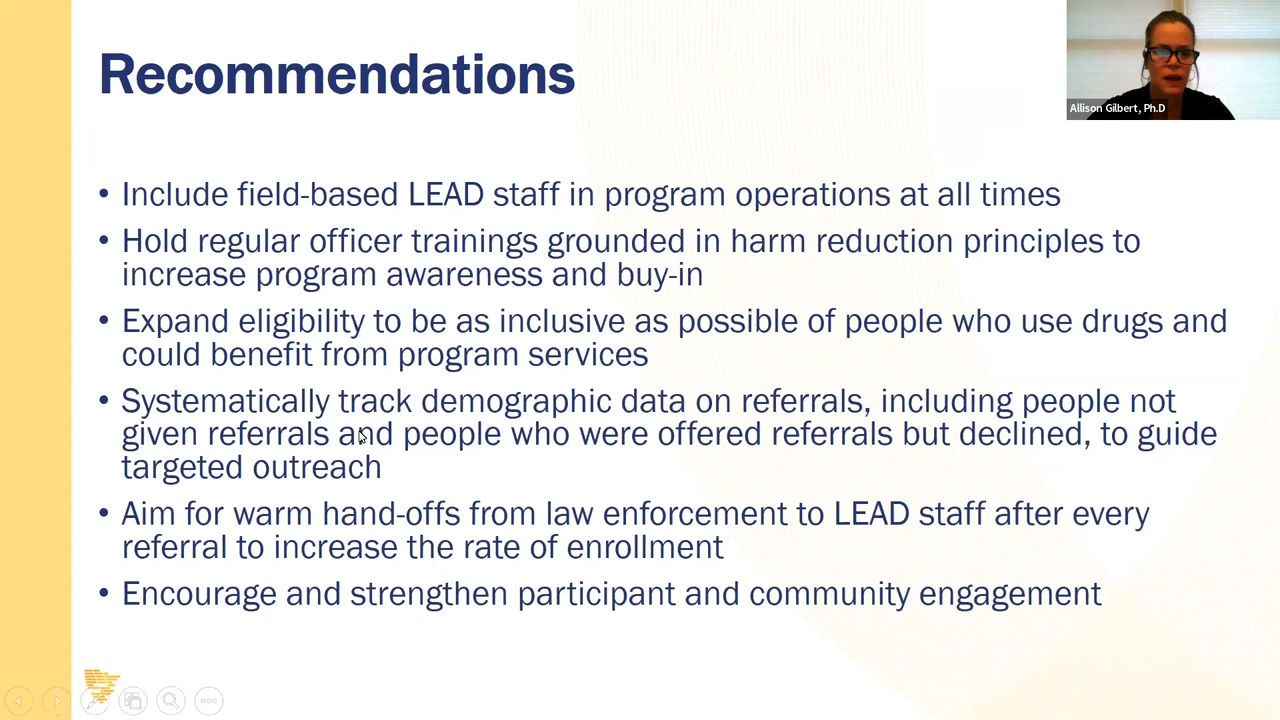 Recommendations
Allison Gilbert, Ph.D
• Include field-based LEAD staff in program operations at all times
• Hold regular officer trainings grounded in harm reduction principles to
increase program awareness and buy-in
• Expand eligibility to be as inclusive as possible of people who use drugs and
could benefit from program services
• Systematically track demographic data on referrals, including people not
given referrals and people who were offered referrals but declined, to guide
targeted outreach
• Aim for warm hand-offs from law enforcement to LEAD staff after every
referral to increase the rate of enrollment
• Encourage and strengthen participant and community engagement